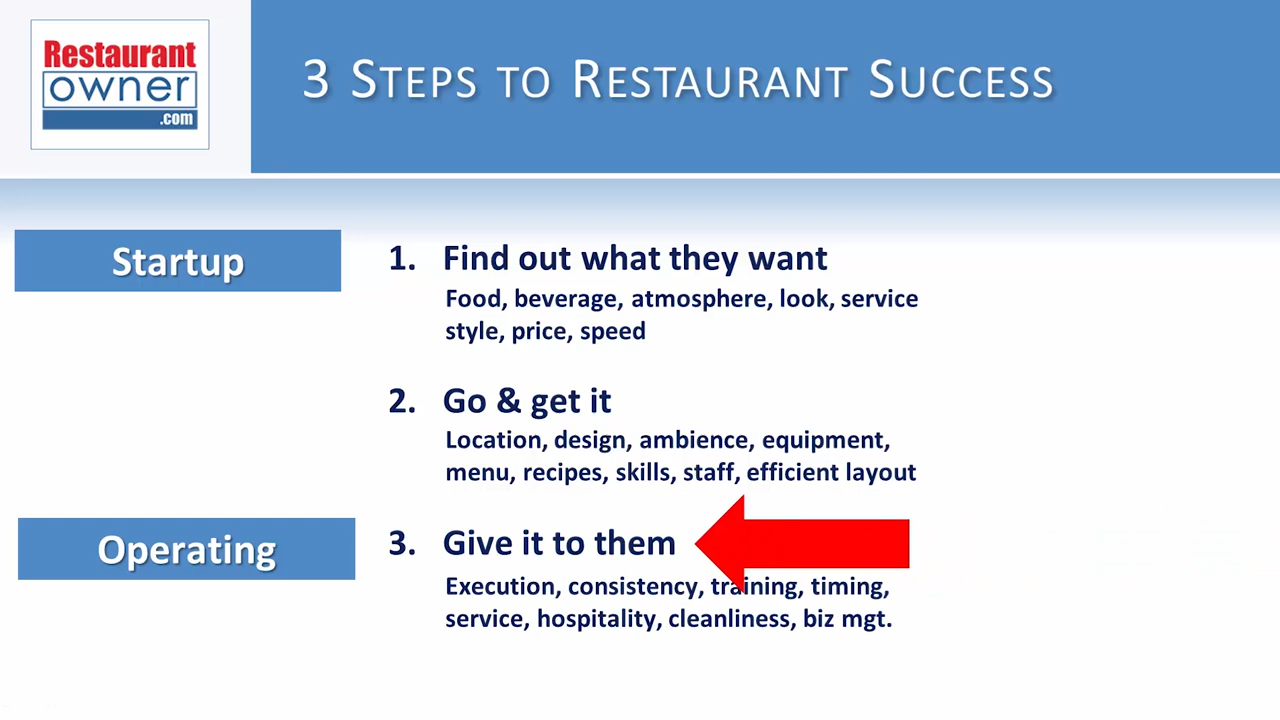 Restaurant
owner
.com
3 STEPS TO RESTAURANT SUCCESS
Startup
1. Find out what they want
Food, beverage, atmosphere, look, service
style, price, speed
2. Go & get it
Location, design, ambience, equipment,
menu, recipes, skills, staff, efficient layout
Operating
3. Give it to them
Execution, consistency, training, timing,
service, hospitality, cleanliness, biz mgt.